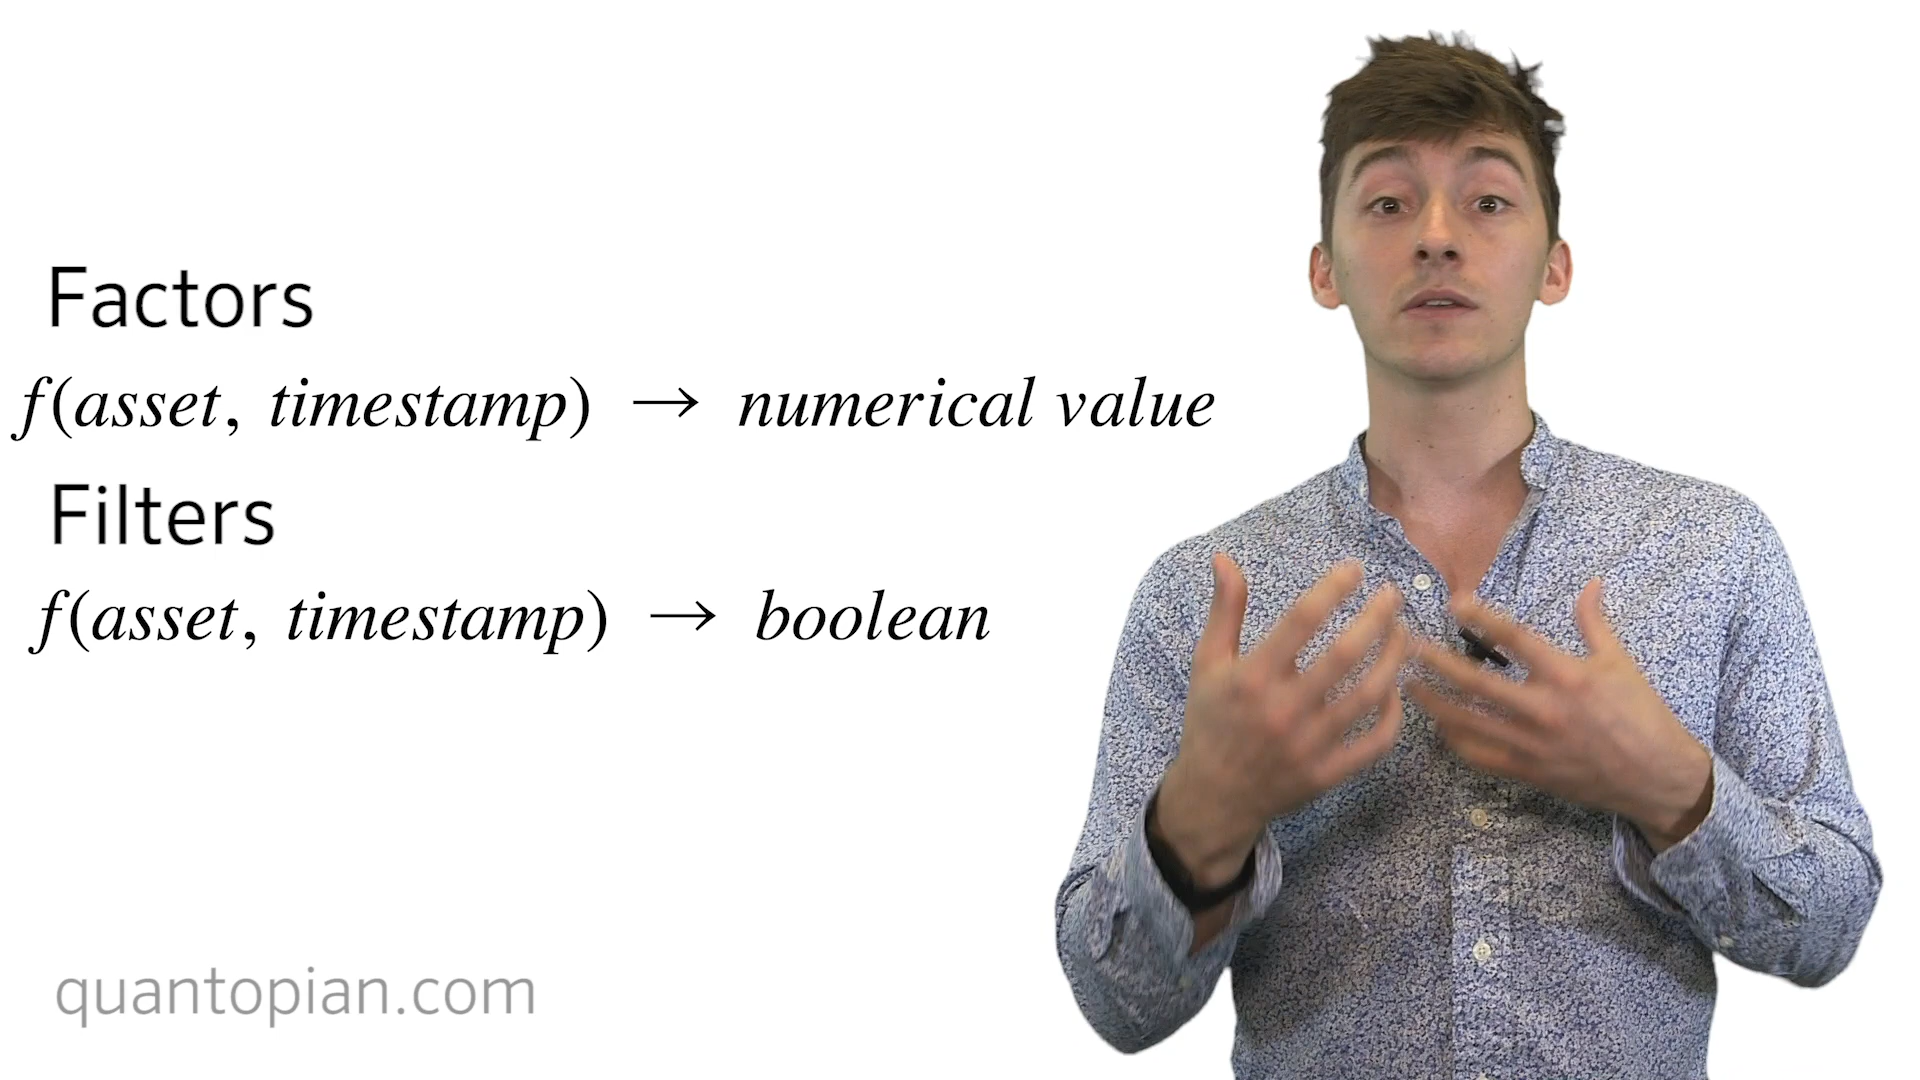 Factors
f(asset, timestamp) → numerical value
Filters
f(asset, timestamp) → boolean
quantopian.com